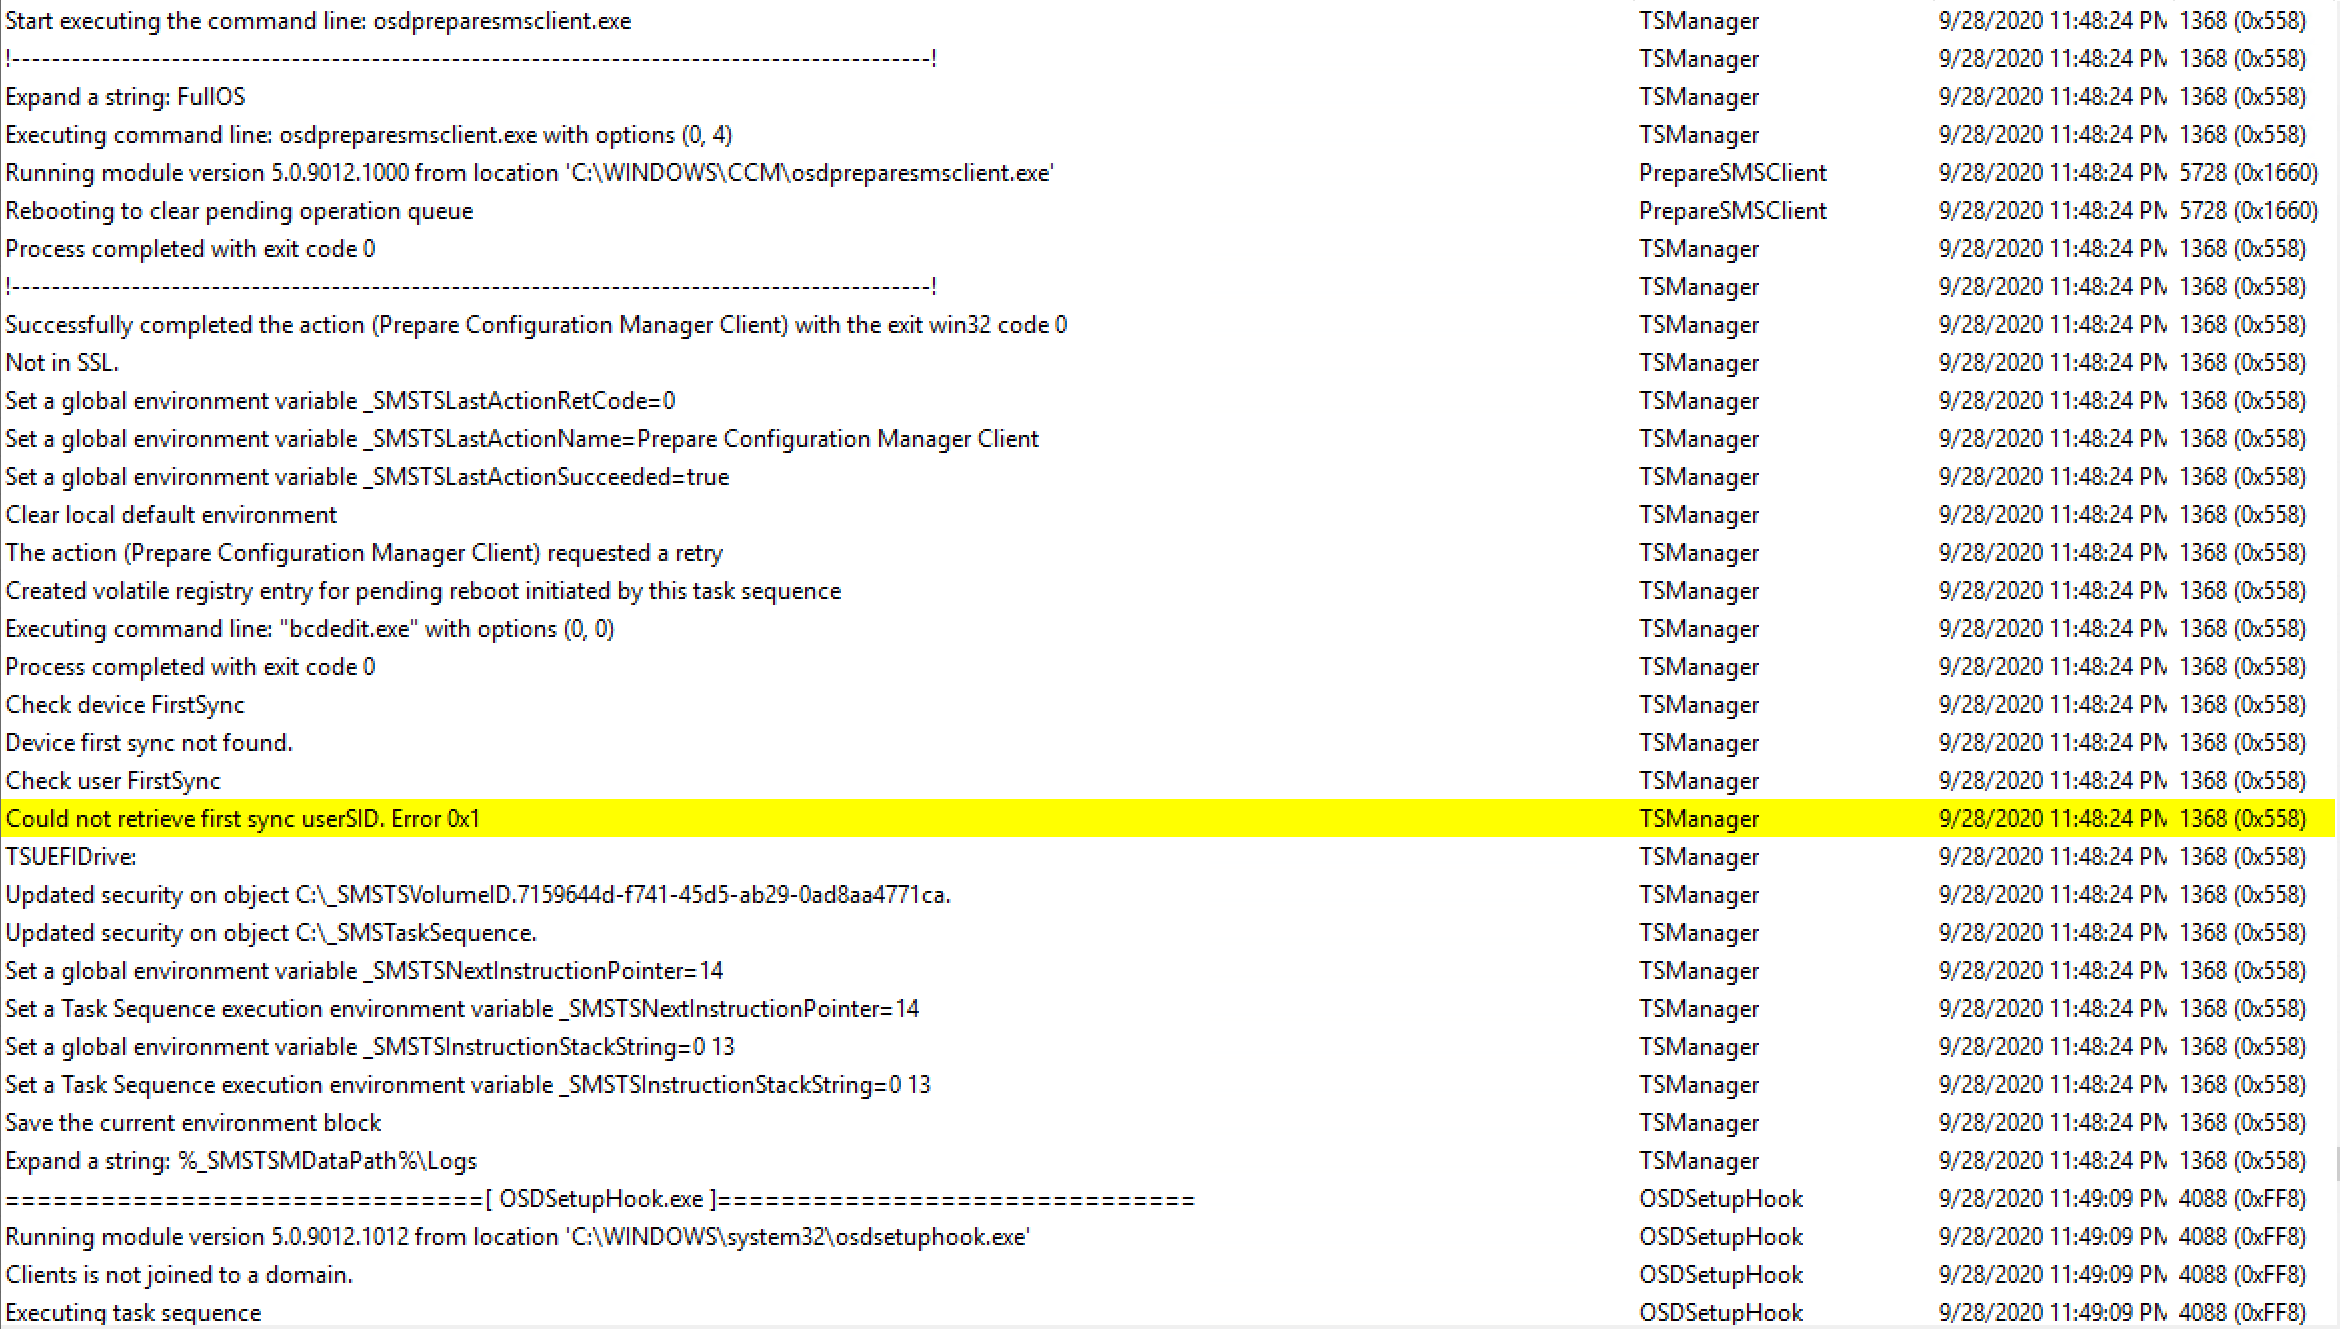 Start executing the command line: osdpreparesmsclient.exe TSManager 9/28/2020 11:48:24 PM 1368 (0x558)
!--------------------------------------------------------------------------------------------! TSManager 9/28/2020 11:48:24 PM 1368 (0x558)
Expand a string: FullOS TSManager 9/28/2020 11:48:24 PM 1368 (0x558)
Executing command line: osdpreparesmsclient.exe with options (0, 4) TSManager 9/28/2020 11:48:24 PM 1368 (0x558)
Running module version 5.0.9012.1000 from location 'C:\WINDOWS\CCM\osdpreparesmsclient.exe' PrepareSMSClient 9/28/2020 11:48:24 PM 5728 (0x1660)
Rebooting to clear pending operation queue PrepareSMSClient 9/28/2020 11:48:24 PM 5728 (0x1660)
Process completed with exit code 0 TSManager 9/28/2020 11:48:24 PM 1368 (0x558)
!--------------------------------------------------------------------------------------------! TSManager 9/28/2020 11:48:24 PM 1368 (0x558)
Successfully completed the action (Prepare Configuration Manager Client) with the exit win32 code 0 TSManager 9/28/2020 11:48:24 PM 1368 (0x558)
Not in SSL. TSManager 9/28/2020 11:48:24 PM 1368 (0x558)
Set a global environment variable _SMSTSLastActionRetCode=0 TSManager 9/28/2020 11:48:24 PM 1368 (0x558)
Set a global environment variable _SMSTSLastActionName=Prepare Configuration Manager Client TSManager 9/28/2020 11:48:24 PM 1368 (0x558)
Set a global environment variable _SMSTSLastActionSucceeded=true TSManager 9/28/2020 11:48:24 PM 1368 (0x558)
Clear local default environment TSManager 9/28/2020 11:48:24 PM 1368 (0x558)
The action (Prepare Configuration Manager Client) requested a retry TSManager 9/28/2020 11:48:24 PM 1368 (0x558)
Created volatile registry entry for pending reboot initiated by this task sequence TSManager 9/28/2020 11:48:24 PM 1368 (0x558)
Executing command line: "bcdedit.exe" with options (0, 0) TSManager 9/28/2020 11:48:24 PM 1368 (0x558)
Process completed with exit code 0 TSManager 9/28/2020 11:48:24 PM 1368 (0x558)
Check device FirstSync TSManager 9/28/2020 11:48:24 PM 1368 (0x558)
Device first sync not found. TSManager 9/28/2020 11:48:24 PM 1368 (0x558)
Check user FirstSync TSManager 9/28/2020 11:48:24 PM 1368 (0x558)
Could not retrieve first sync userSID. Error 0x1 TSManager 9/28/2020 11:48:24 PM 1368 (0x558)
TSUEFIDrive: TSManager 9/28/2020 11:48:24 PM 1368 (0x558)
Updated security on object C:\_SMSTSVolumeID.7159644d-f741-45d5-ab29-0ad8aa4771ca. TSManager 9/28/2020 11:48:24 PM 1368 (0x558)
Updated security on object C:\_SMSTaskSequence. TSManager 9/28/2020 11:48:24 PM 1368 (0x558)
Set a global environment variable _SMSTSNextInstructionPointer=14 TSManager 9/28/2020 11:48:24 PM 1368 (0x558)
Set a Task Sequence execution environment variable _SMSTSNextInstructionPointer=14 TSManager 9/28/2020 11:48:24 PM 1368 (0x558)
Set a global environment variable _SMSTSInstructionStackString=0 13 TSManager 9/28/2020 11:48:24 PM 1368 (0x558)
Set a Task Sequence execution environment variable _SMSTSInstructionStackString=0 13 TSManager 9/28/2020 11:48:24 PM 1368 (0x558)
Save the current environment block TSManager 9/28/2020 11:48:24 PM 1368 (0x558)
Expand a string: %_SMSTSMDataPath%\Logs TSManager 9/28/2020 11:48:24 PM 1368 (0x558)
==============================[ OSDSetupHook.exe ]============================== OSDSetupHook 9/28/2020 11:49:09 PM 4088 (0xFF8)
Running module version 5.0.9012.1012 from location 'C:\WINDOWS\system32\osdsetuphook.exe' OSDSetupHook 9/28/2020 11:49:09 PM 4088 (0xFF8)
Clients is not joined to a domain. OSDSetupHook 9/28/2020 11:49:09 PM 4088 (0xFF8)
Executing task sequence OSDSetupHook 9/28/2020 11:49:09 PM 4088 (0xFF8)